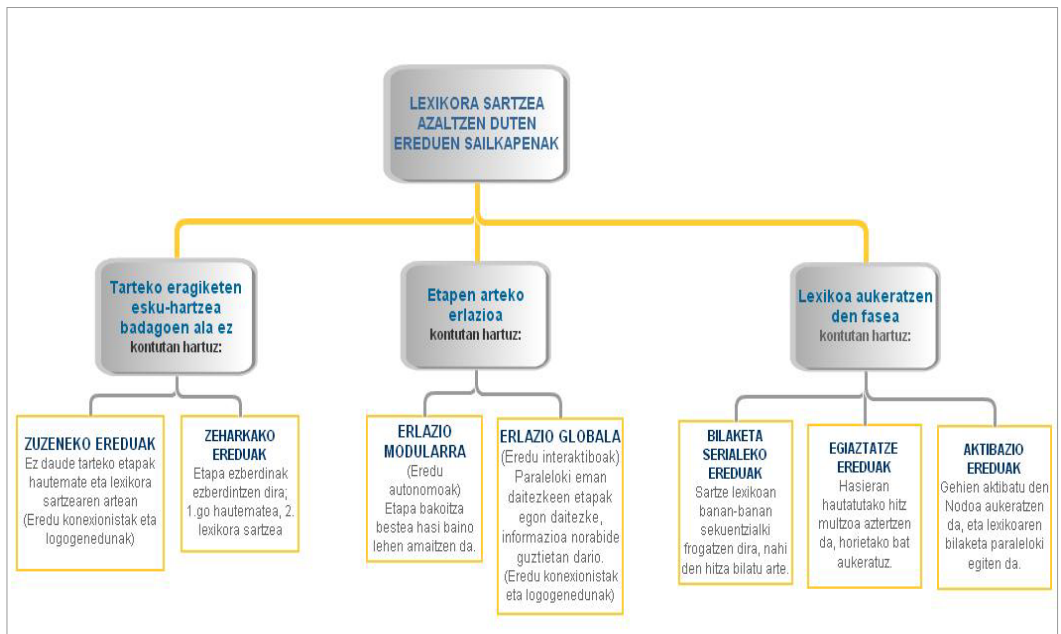 LEXIKORA SARTZEA
AZALTZEN DUTEN
EREDUEN SAILKAPENAK
Tarteko eragiketen
esku-hartzea
badagoen ala ez
kontutan hartuz:
Etapen arteko
erlazioa
kontutan hartuz:
Lexikoa aukeratzen
den fasea
kontutan hartuz:
ZUZENEKO EREDUAK
Ez daude tarteko etapak
hautemate eta lexikora
sartzearen artean
(Eredu konexionistak eta
logogenedunak)
ZEHARKAKO
EREDUAK
Etapa ezberdinak
ezberdintzen dira;
1.go hautematea, 2.
lexikora sartzea
ERLAZIO
MODULARRA
(Eredu
autonomoak)
Etapa bakoitza
bestea hasi baino
lehen amaitzen da.
ERLAZIO GLOBALA
(Eredu interaktiboak)
Paraleloki eman
daitezkeen etapak
egon daitezke,
informazioa norabide
guztietan dario.
(Eredu konexionistak
eta logogenedunak)
BILAKETA
SERIALEKO
EREDUAK
Sartze lexikoan
banan-banan
sekuentzialki
frogatzen dira, nahi
den hitza bilatu arte.
EGIAZTATZE
EREDUAK
Hasieran
hautatutako hitz
multzoa aztertzen
da, horietako bat
aukeratuz.
AKTIBAZIO
EREDUAK
Gehien aktibatu den
Nodoa aukeratzen
da, eta lexikoaren
bilaketa paraleloki
egiten da.